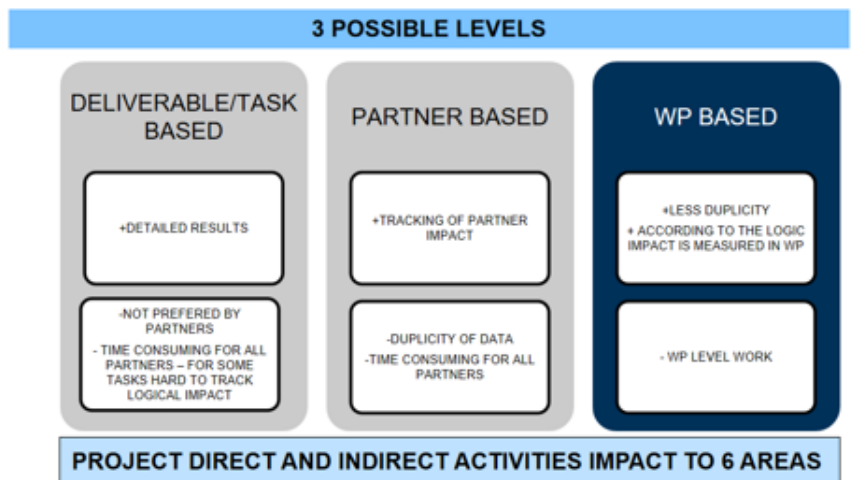 3 POSSIBLE LEVELS
DELIVERABLE/TASK
BASED
+DETAILED RESULTS
-NOT PREFERED BY
PARTNERS
- TIME CONSUMING FOR ALL
PARTNERS – FOR SOME
TASKS HARD TO TRACK
LOGICAL IMPACT
PARTNER BASED
+TRACKING OF PARTNER
IMPACT
-DUPLICITY OF DATA
-TIME CONSUMING FOR ALL
PARTNERS
WP BASED
+LESS DUPLICITY
+ ACCORDING TO THE LOGIC
IMPACT IS MEASURED IN WP
- WP LEVEL WORK
PROJECT DIRECT AND INDIRECT ACTIVITIES IMPACT TO 6 AREAS